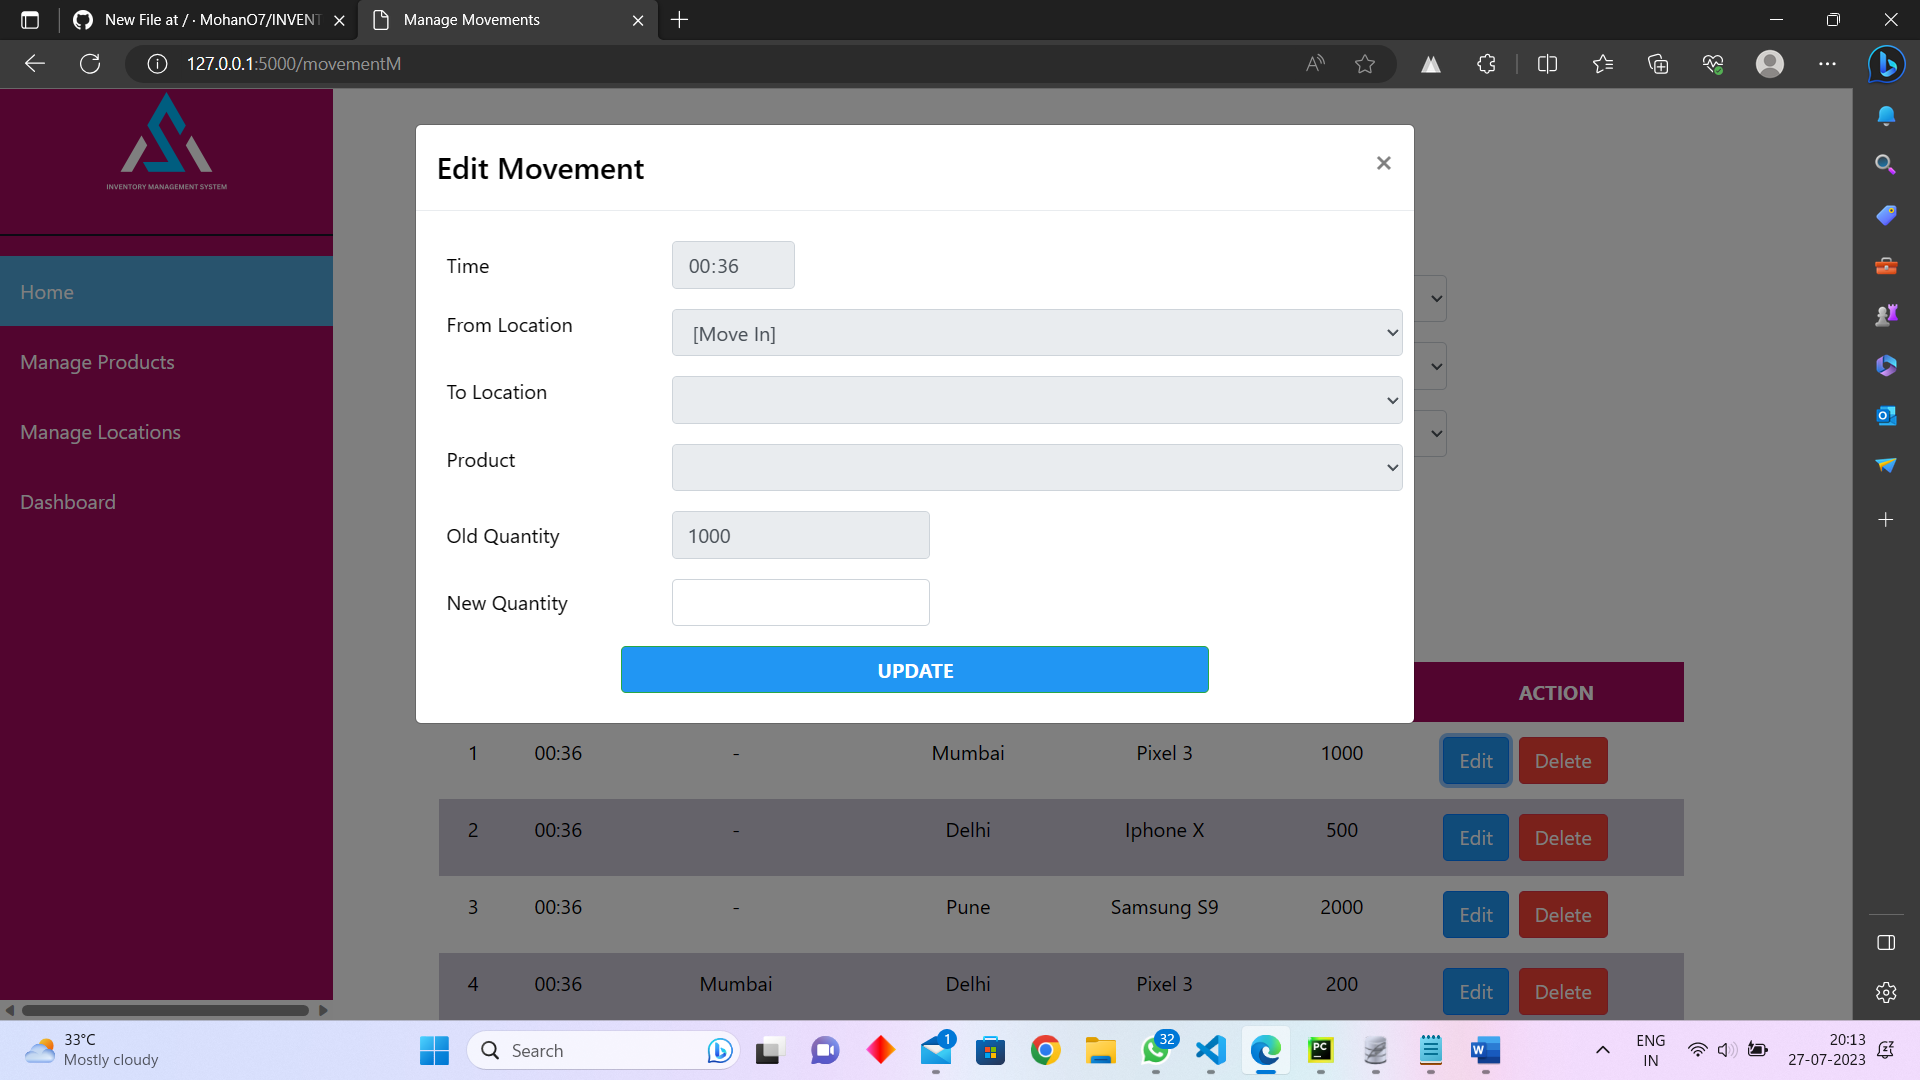 New File at / · MohanO7/INVENT
Manage Movements
127.0.0.1:5000/movementM
INVENTORY MANAGEMENT SYSTEM
Home
Manage Products
Manage Locations
Dashboard
Edit Movement
×
Time
00:36
From Location
[Move In]
To Location
Product
Old Quantity
1000
New Quantity
UPDATE
ACTION
1 00:36 - Mumbai Pixel 3 1000 Edit Delete
2 00:36 - Delhi Iphone X 500 Edit Delete
3 00:36 - Pune Samsung S9 2000 Edit Delete
4 00:36 Mumbai Delhi Pixel 3 200 Edit Delete
33°C
Mostly cloudy
Search
1
32
PC
W
ENG
IN
20:13
27-07-2023